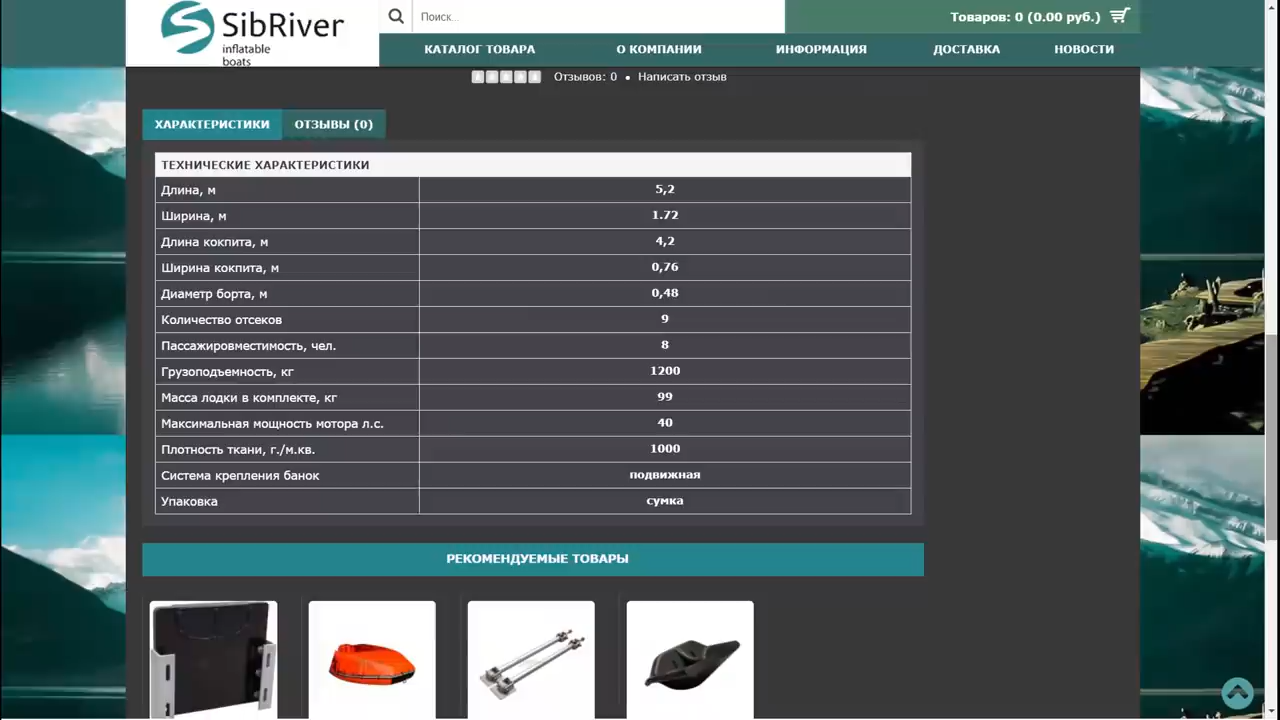 SibRiver
inflatable
boats
Поиск...
Товаров: 0 (0.00 руб.)
КАТАЛОГ ТОВАРА О КОМПАНИИ ИНФОРМАЦИЯ ДОСТАВКА НОВОСТИ
Отзывов: 0 • Написать отзыв
ХАРАКТЕРИСТИКИ ОТЗЫВЫ (0)
ТЕХНИЧЕСКИЕ ХАРАКТЕРИСТИКИ
Длина, м 5,2
Ширина, м 1.72
Длина кокпита, м 4,2
Ширина кокпита, м 0,76
Диаметр борта, м 0,48
Количество отсеков 9
Пассажировместимость, чел. 8
Грузоподъемность, кг 1200
Масса лодки в комплекте, кг 99
Максимальная мощность мотора л.с. 40
Плотность ткани, г./м.кв. 1000
Система крепления банок подвижная
Упаковка сумка
РЕКОМЕНДУЕМЫЕ ТОВАРЫ